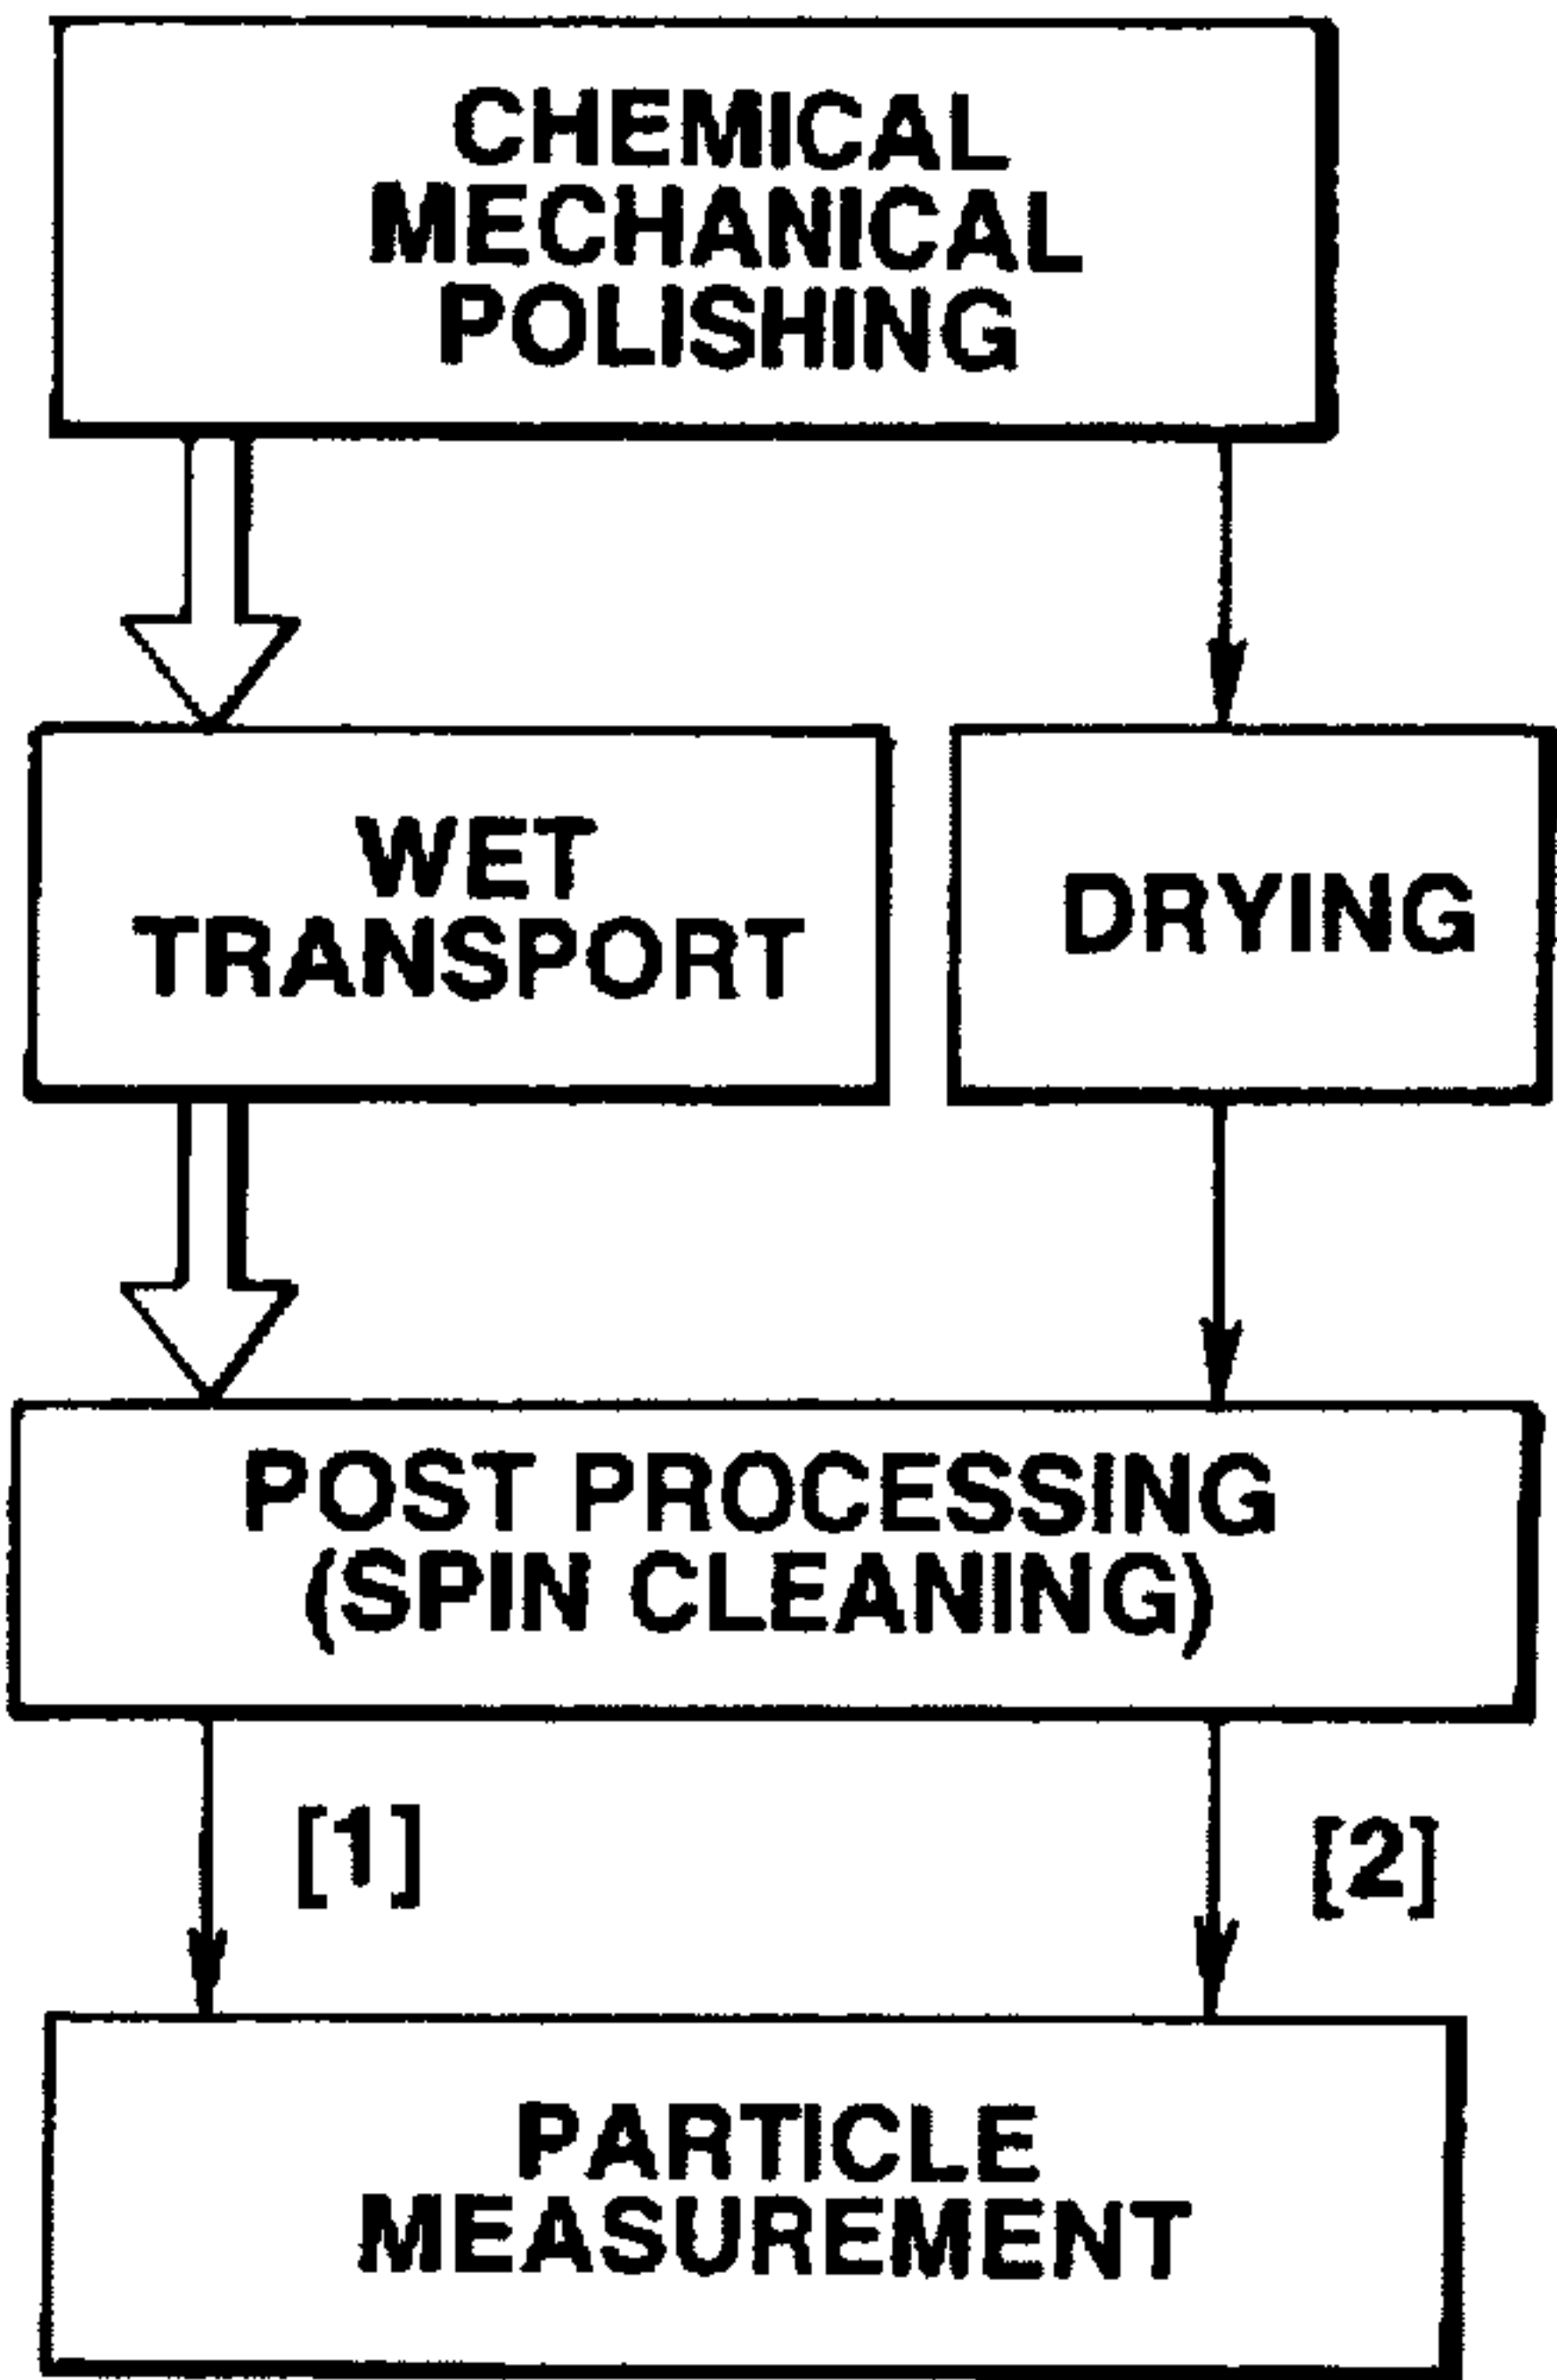 CHEMICAL
MECHANICAL
POLISHING
WET
TRANSPORT
DRYING
POST PROCESSING
(SPIN CLEANING)
[1]
[2]
PARTICLE
MEASUREMENT